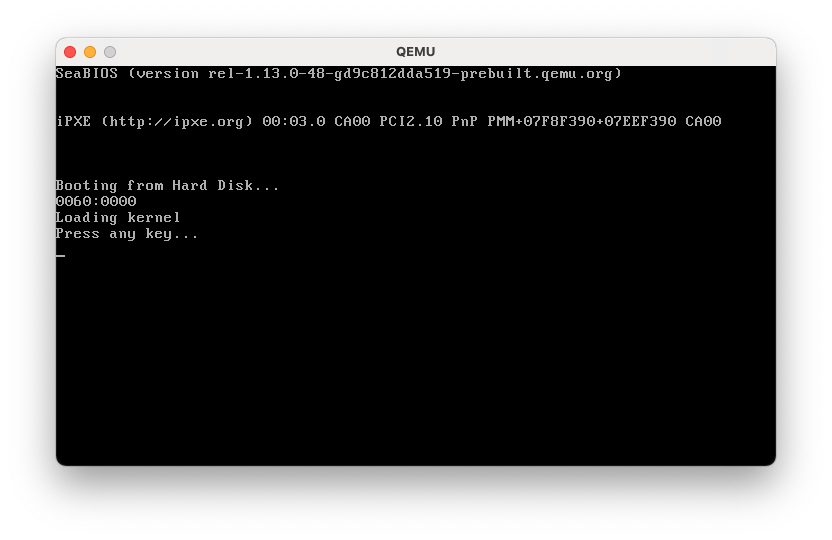 QEMU
SeaBIOS (version rel-1.13.0-48-gd9c812dda519-prebuilt.qemu.org)
iPXE (http://ipxe.org) 00:03.0 CA00 PCI2.10 PnP PMM+07F8F390+07EEF390 CA00
Booting from Hard Disk...
0060:0000
Loading kernel
Press any key...